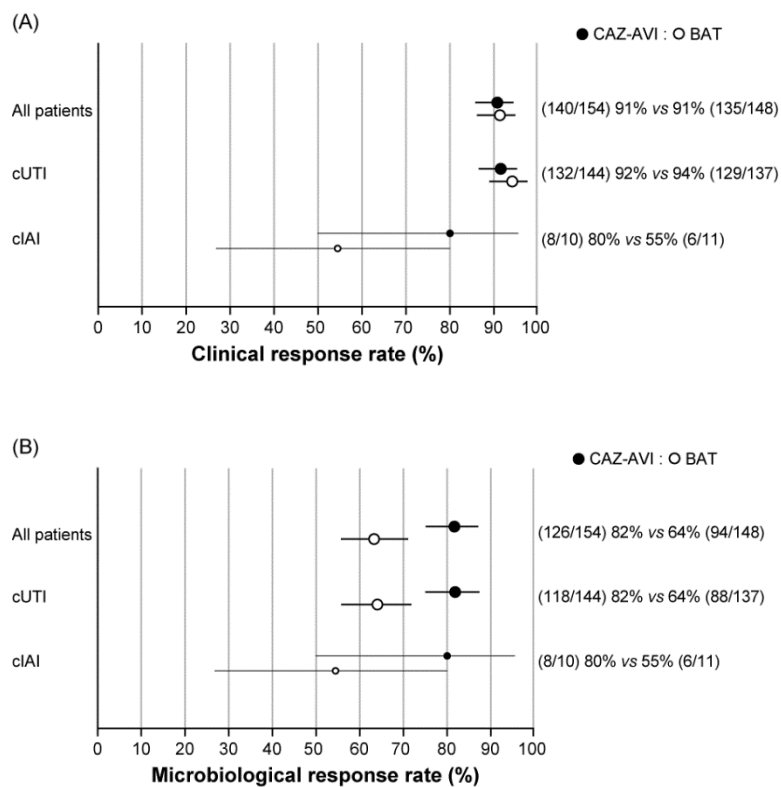 (A)
● CAZ-AVI : ○ BAT
All patients (140/154) 91% vs 91% (135/148)
cUTI (132/144) 92% vs 94% (129/137)
cIAI (8/10) 80% vs 55% (6/11)
0 10 20 30 40 50 60 70 80 90 100
Clinical response rate (%)
(B)
● CAZ-AVI : ○ BAT
All patients (126/154) 82% vs 64% (94/148)
cUTI (118/144) 82% vs 64% (88/137)
cIAI (8/10) 80% vs 55% (6/11)
0 10 20 30 40 50 60 70 80 90 100
Microbiological response rate (%)